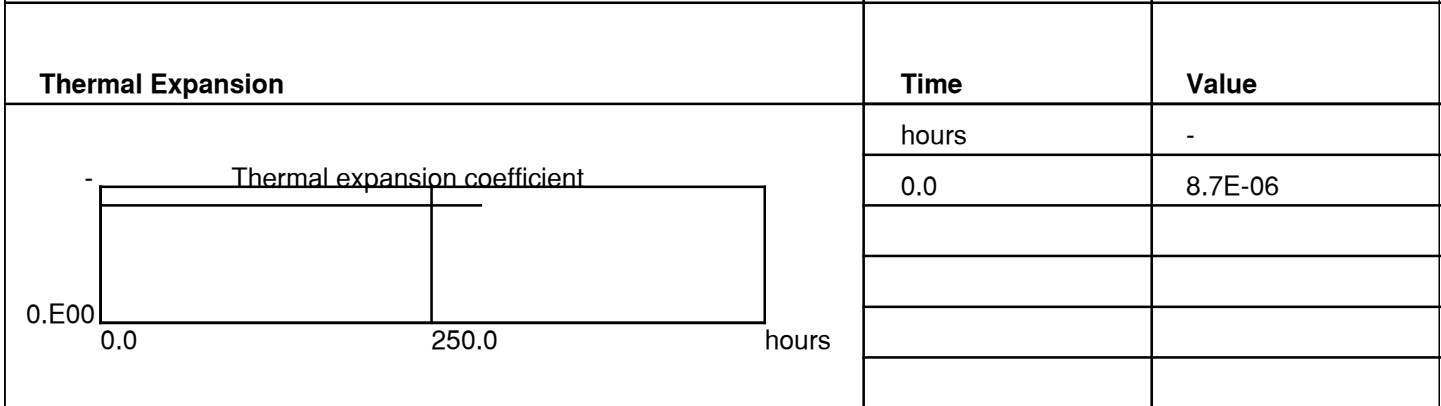 Thermal Expansion Time Value
hours -
- Thermal expansion coefficient
0.0 8.7E-06
0.E00
0.0 250.0 hours